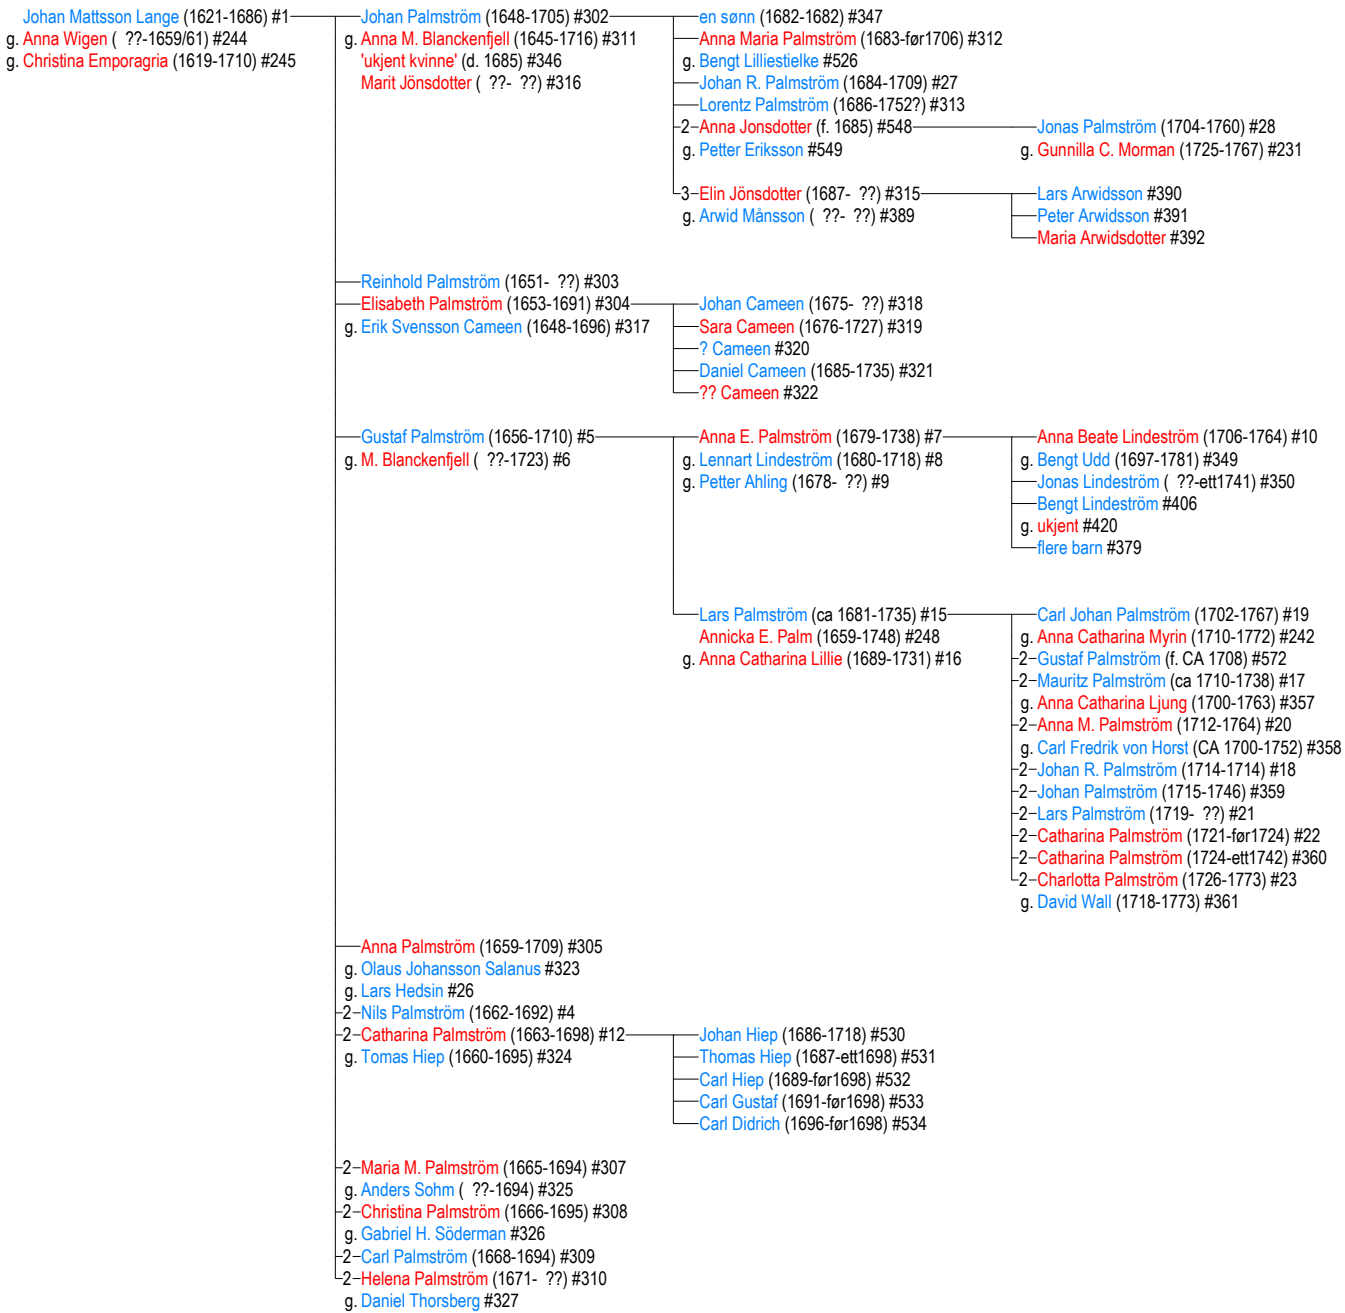 Johan Mattsson Lange (1621-1686) #1
g. Anna Wigen ( ??-1659/61) #244
g. Christina Emporagria (1619-1710) #245
Johan Palmström (1648-1705) #302
g. Anna M. Blanckenfjell (1645-1716) #311
'ukjent kvinne' (d. 1685) #346
Marit Jönsdotter ( ??- ??) #316
en sønn (1682-1682) #347
Anna Maria Palmström (1683-før1706) #312
g. Bengt Lilliestielke #526
Johan R. Palmström (1684-1709) #27
Lorentz Palmström (1686-1752?) #313
2 Anna Jonsdotter (f. 1685) #548
g. Petter Eriksson #549
Jonas Palmström (1704-1760) #28
g. Gunnilla C. Morman (1725-1767) #231
3 Elin Jönsdotter (1687- ??) #315
g. Arwid Månsson ( ??- ??) #389
Lars Arwidsson #390
Peter Arwidsson #391
Maria Arwidsdotter #392
Reinhold Palmström (1651- ??) #303
Elisabeth Palmström (1653-1691) #304
g. Erik Svensson Cameen (1648-1696) #317
Johan Cameen (1675- ??) #318
Sara Cameen (1676-1727) #319
? Cameen #320
Daniel Cameen (1685-1735) #321
?? Cameen #322
Gustaf Palmström (1656-1710) #5
g. M. Blanckenfjell ( ??-1723) #6
Anna E. Palmström (1679-1738) #7
g. Lennart Lindeström (1680-1718) #8
g. Petter Ahling (1678- ??) #9
Anna Beate Lindeström (1706-1764) #10
g. Bengt Udd (1697-1781) #349
Jonas Lindeström ( ??-ett1741) #350
Bengt Lindeström #406
g. ukjent #420
flere barn #379
Lars Palmström (ca 1681-1735) #15
Annicka E. Palm (1659-1748) #248
g. Anna Catharina Lillie (1689-1731) #16
Carl Johan Palmström (1702-1767) #19
g. Anna Catharina Myrin (1710-1772) #242
2 Gustaf Palmström (f. CA 1708) #572
2 Mauritz Palmström (ca 1710-1738) #17
g. Anna Catharina Ljung (1700-1763) #357
2 Anna M. Palmström (1712-1764) #20
g. Carl Fredrik von Horst (CA 1700-1752) #358
2 Johan R. Palmström (1714-1714) #18
2 Johan Palmström (1715-1746) #359
2 Lars Palmström (1719- ??) #21
2 Catharina Palmström (1721-før1724) #22
2 Catharina Palmström (1724-ett1742) #360
2 Charlotta Palmström (1726-1773) #23
g. David Wall (1718-1773) #361
Anna Palmström (1659-1709) #305
g. Olaus Johansson Salanus #323
g. Lars Hedsin #26
2 Nils Palmström (1662-1692) #4
2 Catharina Palmström (1663-1698) #12
g. Tomas Hiep (1660-1695) #324
Johan Hiep (1686-1718) #530
Thomas Hiep (1687-ett1698) #531
Carl Hiep (1689-før1698) #532
Carl Gustaf (1691-før1698) #533
Carl Didrich (1696-før1698) #534
2 Maria M. Palmström (1665-1694) #307
g. Anders Sohm ( ??-1694) #325
2 Christina Palmström (1666-1695) #308
g. Gabriel H. Söderman #326
2 Carl Palmström (1668-1694) #309
2 Helena Palmström (1671- ??) #310
g. Daniel Thorsberg #327